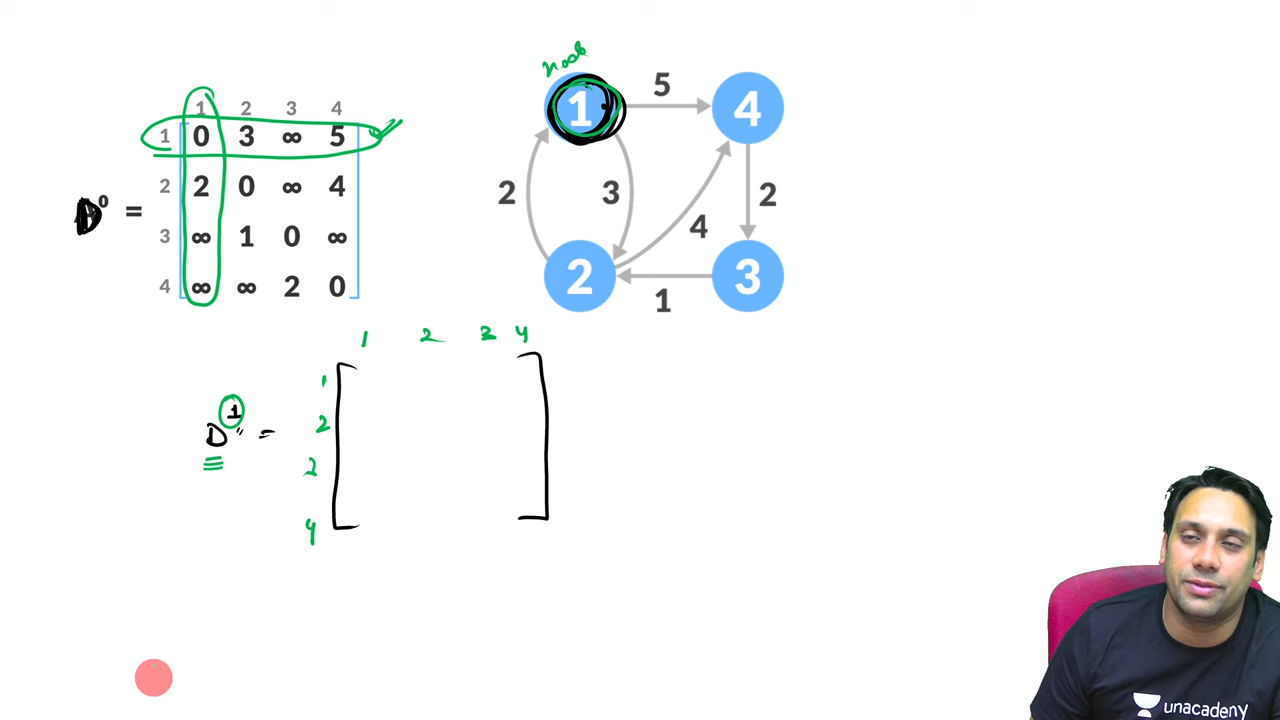 node
1 5 4
2 3 4 2
2 1 3
1 2 3 4
1 0 3 ∞ 5
2 2 0 ∞ 4
D⁰ =
3 ∞ 1 0 ∞
4 ∞ ∞ 2 0
1 2 3 4
1
D¹ =
2
2
4
unacademy